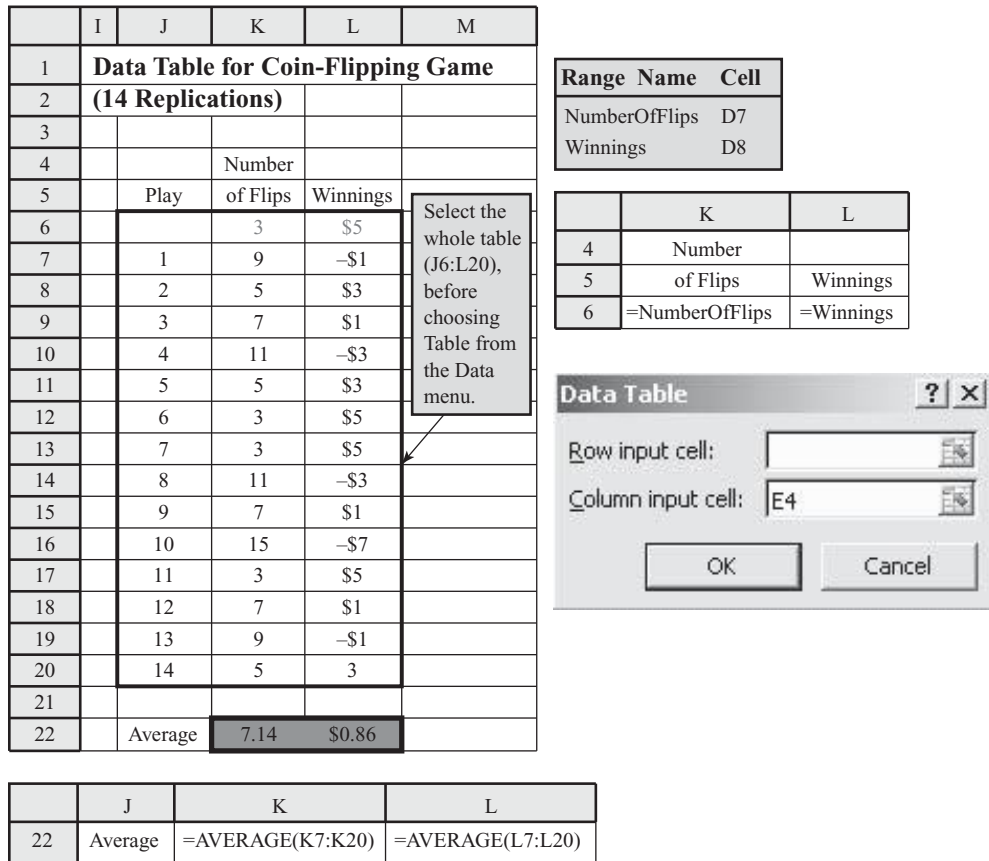 I J K L M
1 Data Table for Coin-Flipping Game
2 (14 Replications)
3
4 Number
5 Play of Flips Winnings
6 3 $5
7 1 9 –$1
8 2 5 $3
9 3 7 $1
10 4 11 –$3
11 5 5 $3
12 6 3 $5
13 7 3 $5
14 8 11 –$3
15 9 7 $1
16 10 15 –$7
17 11 3 $5
18 12 7 $1
19 13 9 –$1
20 14 5 3
21
22 Average 7.14 $0.86
Select the
whole table
(J6:L20),
before
choosing
Table from
the Data
menu.
Range Name Cell
NumberOfFlips D7
Winnings D8
K L
4 Number
5 of Flips Winnings
6 =NumberOfFlips =Winnings
Data Table ? X
Row input cell:
Column input cell: E4
OK Cancel
J K L
22 Average =AVERAGE(K7:K20) =AVERAGE(L7:L20)